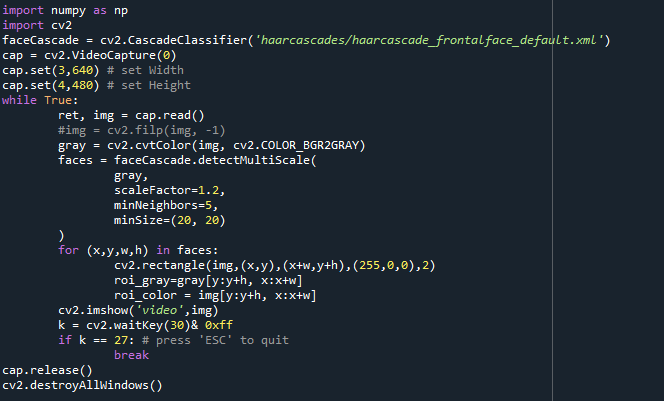 import numpy as np
import cv2
faceCascade = cv2.CascadeClassifier('haarcascades/haarcascade_frontalface_default.xml')
cap = cv2.VideoCapture(0)
cap.set(3,640) # set Width
cap.set(4,480) # set Height
while True:
        ret, img = cap.read()
        #img = cv2.filp(img, -1)
        gray = cv2.cvtColor(img, cv2.COLOR_BGR2GRAY)
        faces = faceCascade.detectMultiScale(
                gray,
                scaleFactor=1.2,
                minNeighbors=5,
                minSize=(20, 20)
        )
        for (x,y,w,h) in faces:
                cv2.rectangle(img,(x,y),(x+w,y+h),(255,0,0),2)
                roi_gray=gray[y:y+h, x:x+w]
                roi_color = img[y:y+h, x:x+w]
        cv2.imshow('video',img)
        k = cv2.waitKey(30)& 0xff
        if k == 27: # press 'ESC' to quit
                break
cap.release()
cv2.destroyAllWindows()